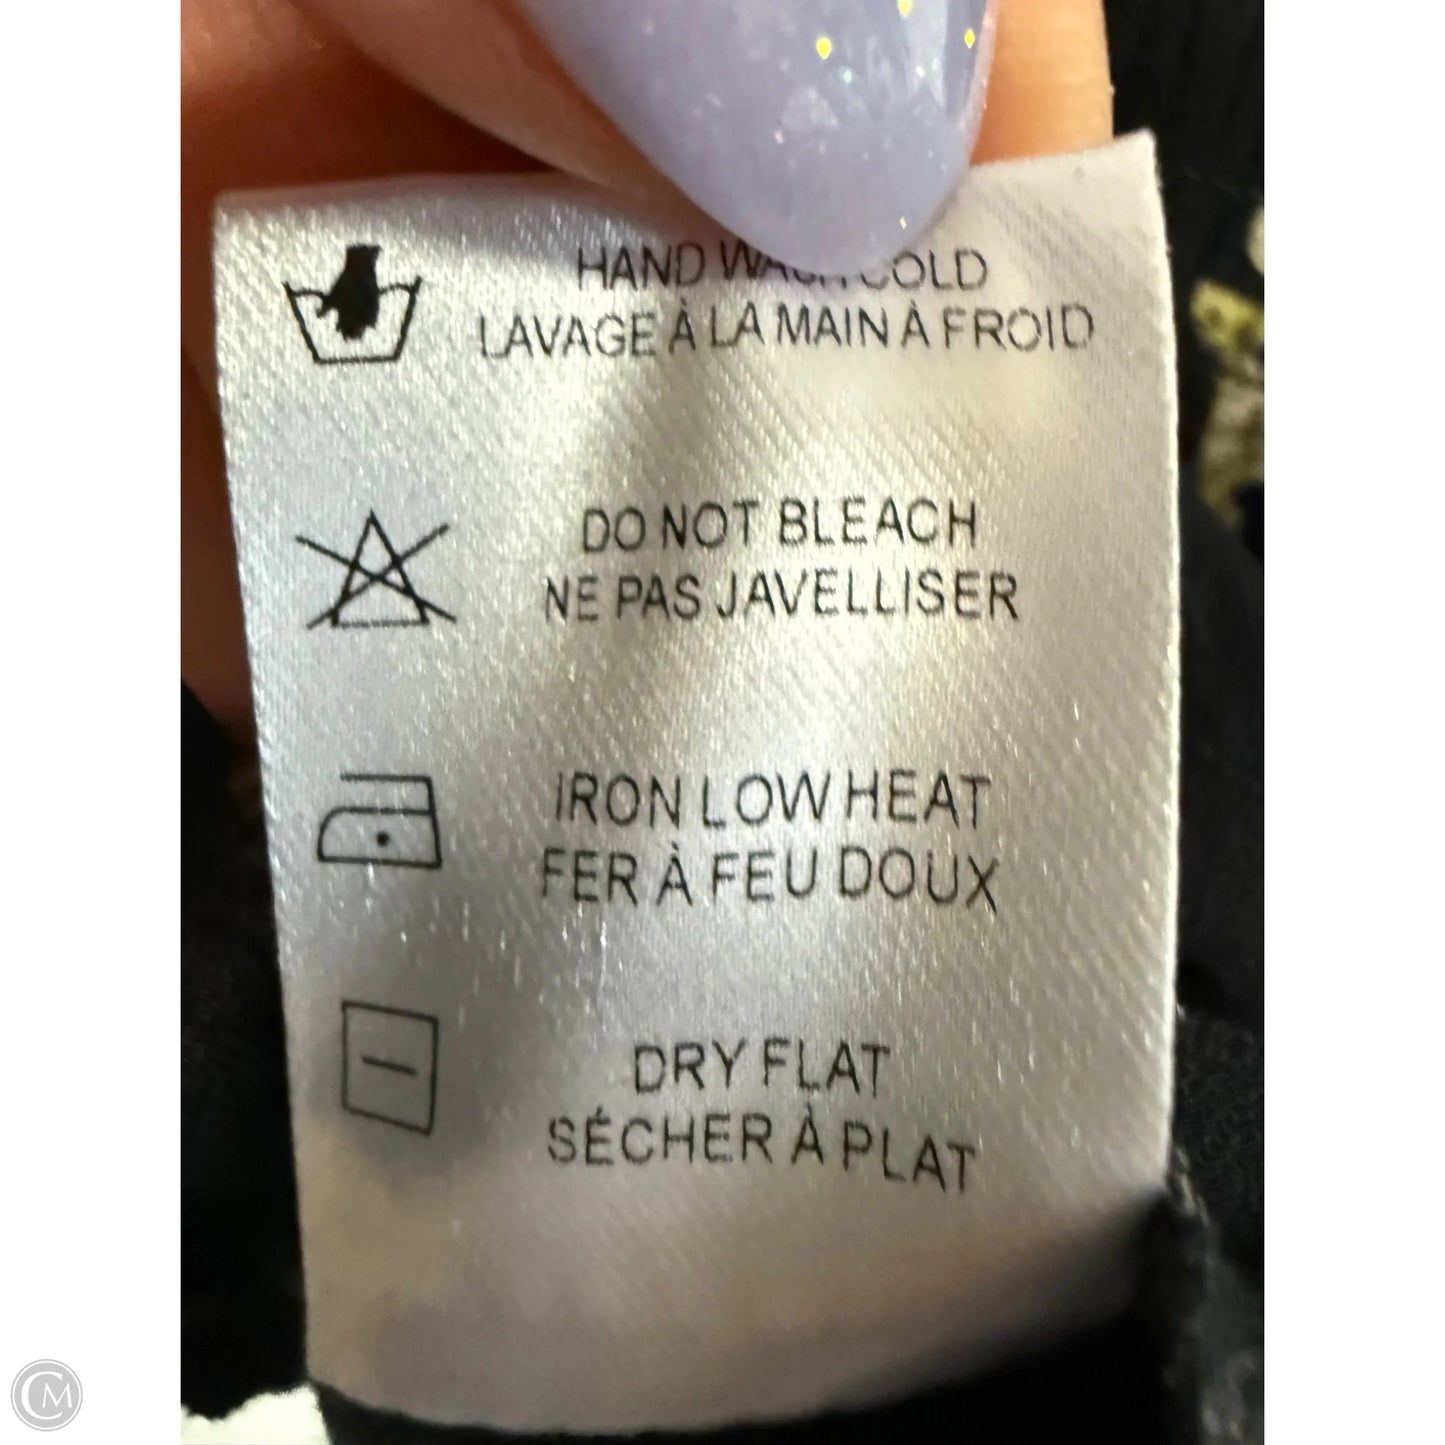 HAND WASH COLD
LAVAGE À LA MAIN À FROID
DO NOT BLEACH
NE PAS JAVELLISER
IRON LOW HEAT
FER À FEU DOUX
DRY FLAT
SÉCHER À PLAT
CM